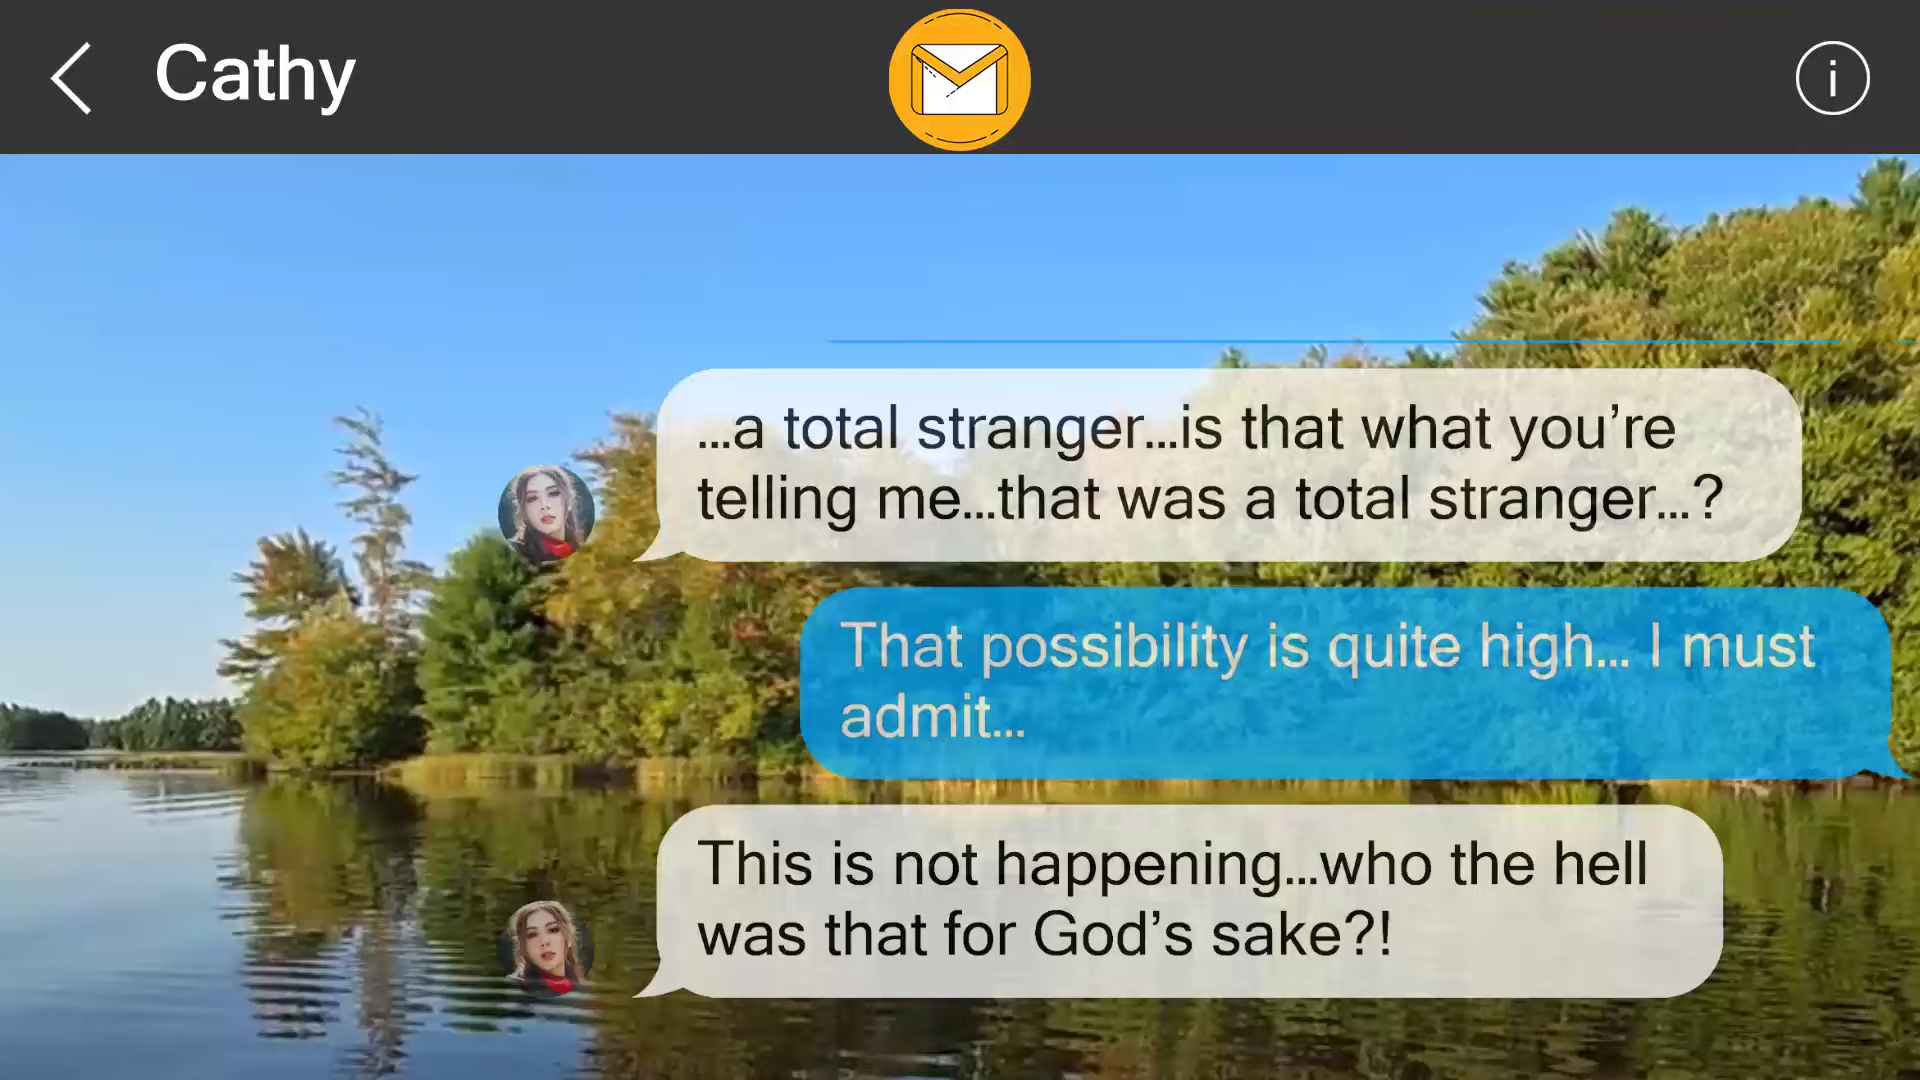 Cathy
i
...a total stranger...is that what you’re
telling me...that was a total stranger...?
That possibility is quite high... I must
admit...
This is not happening...who the hell
was that for God’s sake?!